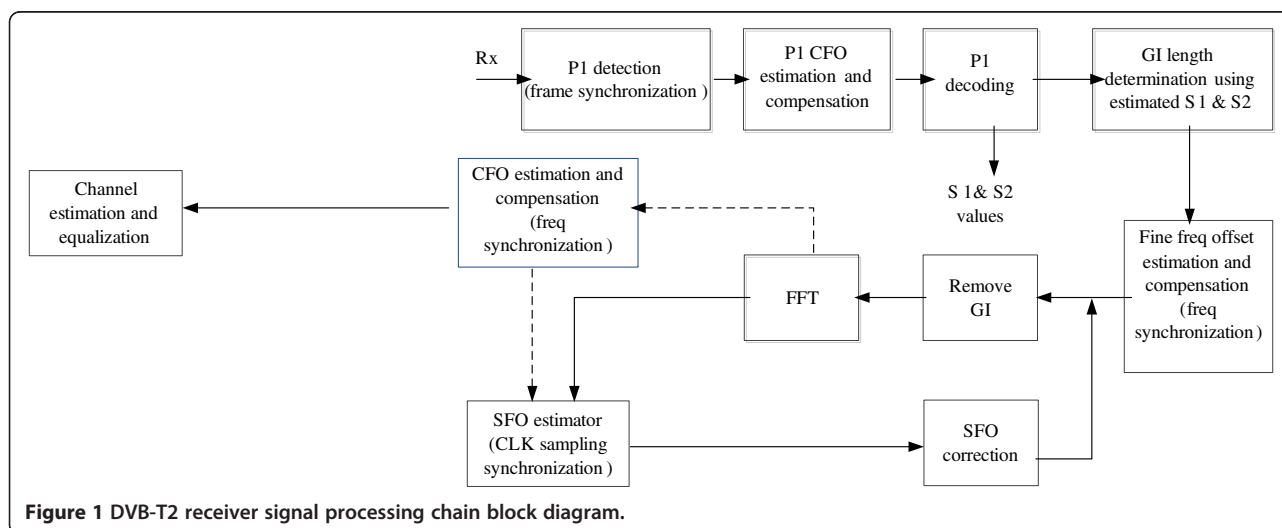 Rx
P1 detection
(frame synchronization )
P1 CFO
estimation and
compensation
P1
decoding
GI length
determination using
estimated S 1 & S2
S 1& S2
values
Channel
estimation and
equalization
CFO estimation and
compensation
(freq
synchronization )
FFT
Remove
GI
Fine freq offset
estimation and
compensation
(freq
synchronization )
SFO estimator
(CLK sampling
synchronization )
SFO
correction
Figure 1 DVB-T2 receiver signal processing chain block diagram.